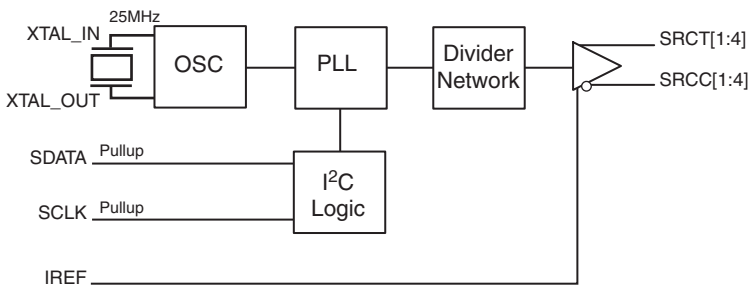 25MHz
XTAL_IN
XTAL_OUT
OSC
PLL
Divider
Network
SRCT[1:4]
SRCC[1:4]
SDATA
Pullup
SCLK
Pullup
I²C
Logic
IREF